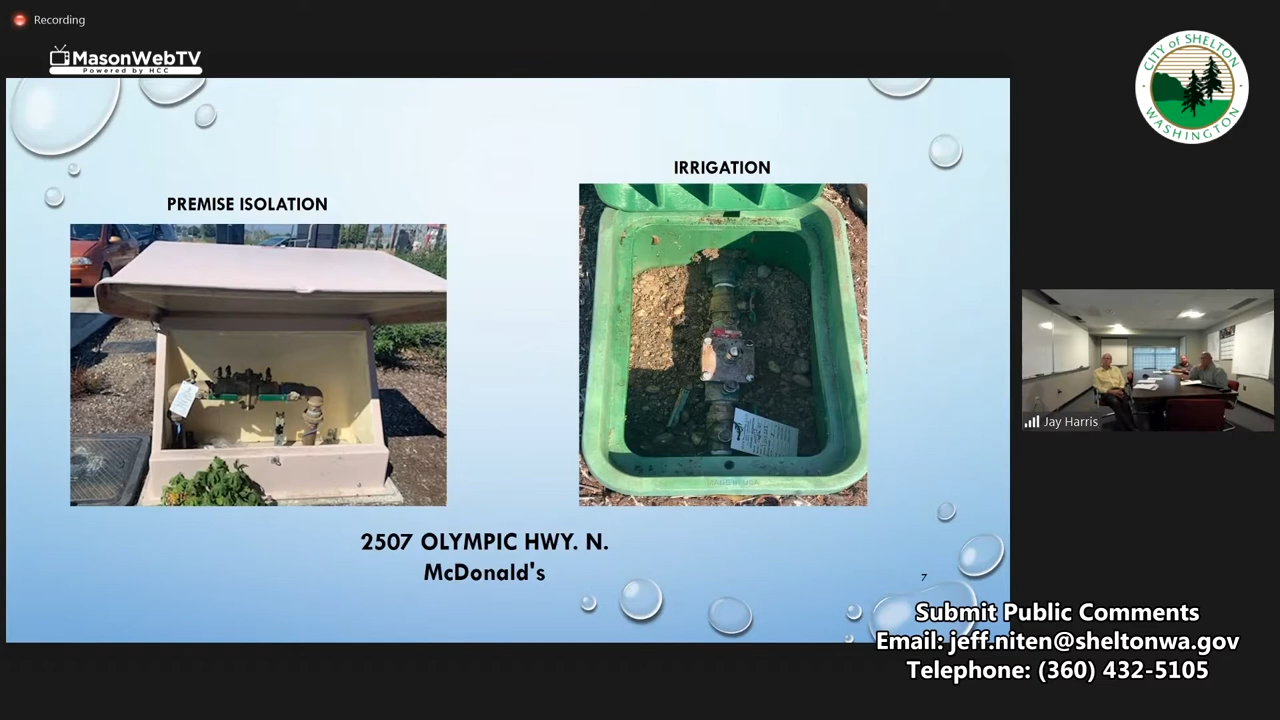 Recording
MasonWebTV
Powered by HCC
CITY of SHELTON
WASHINGTON
IRRIGATION
PREMISE ISOLATION
Jay Harris
2507 OLYMPIC HWY. N.
McDonald's
7
Submit Public Comments
Email: jeff.niten@sheltonwa.gov
Telephone: (360) 432-5105